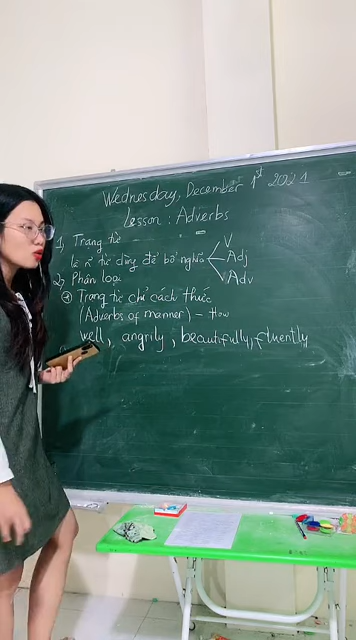 Wednesday, December 1st 2021
Lesson : Adverbs
1, Trạng từ
là n~ từ dùng để bổ nghĩa
V
Adj
Adv
2, Phân loại
Trạng từ chỉ cách thức
(Adverbs of manner) - How
well, angrily, beautifully, fluently